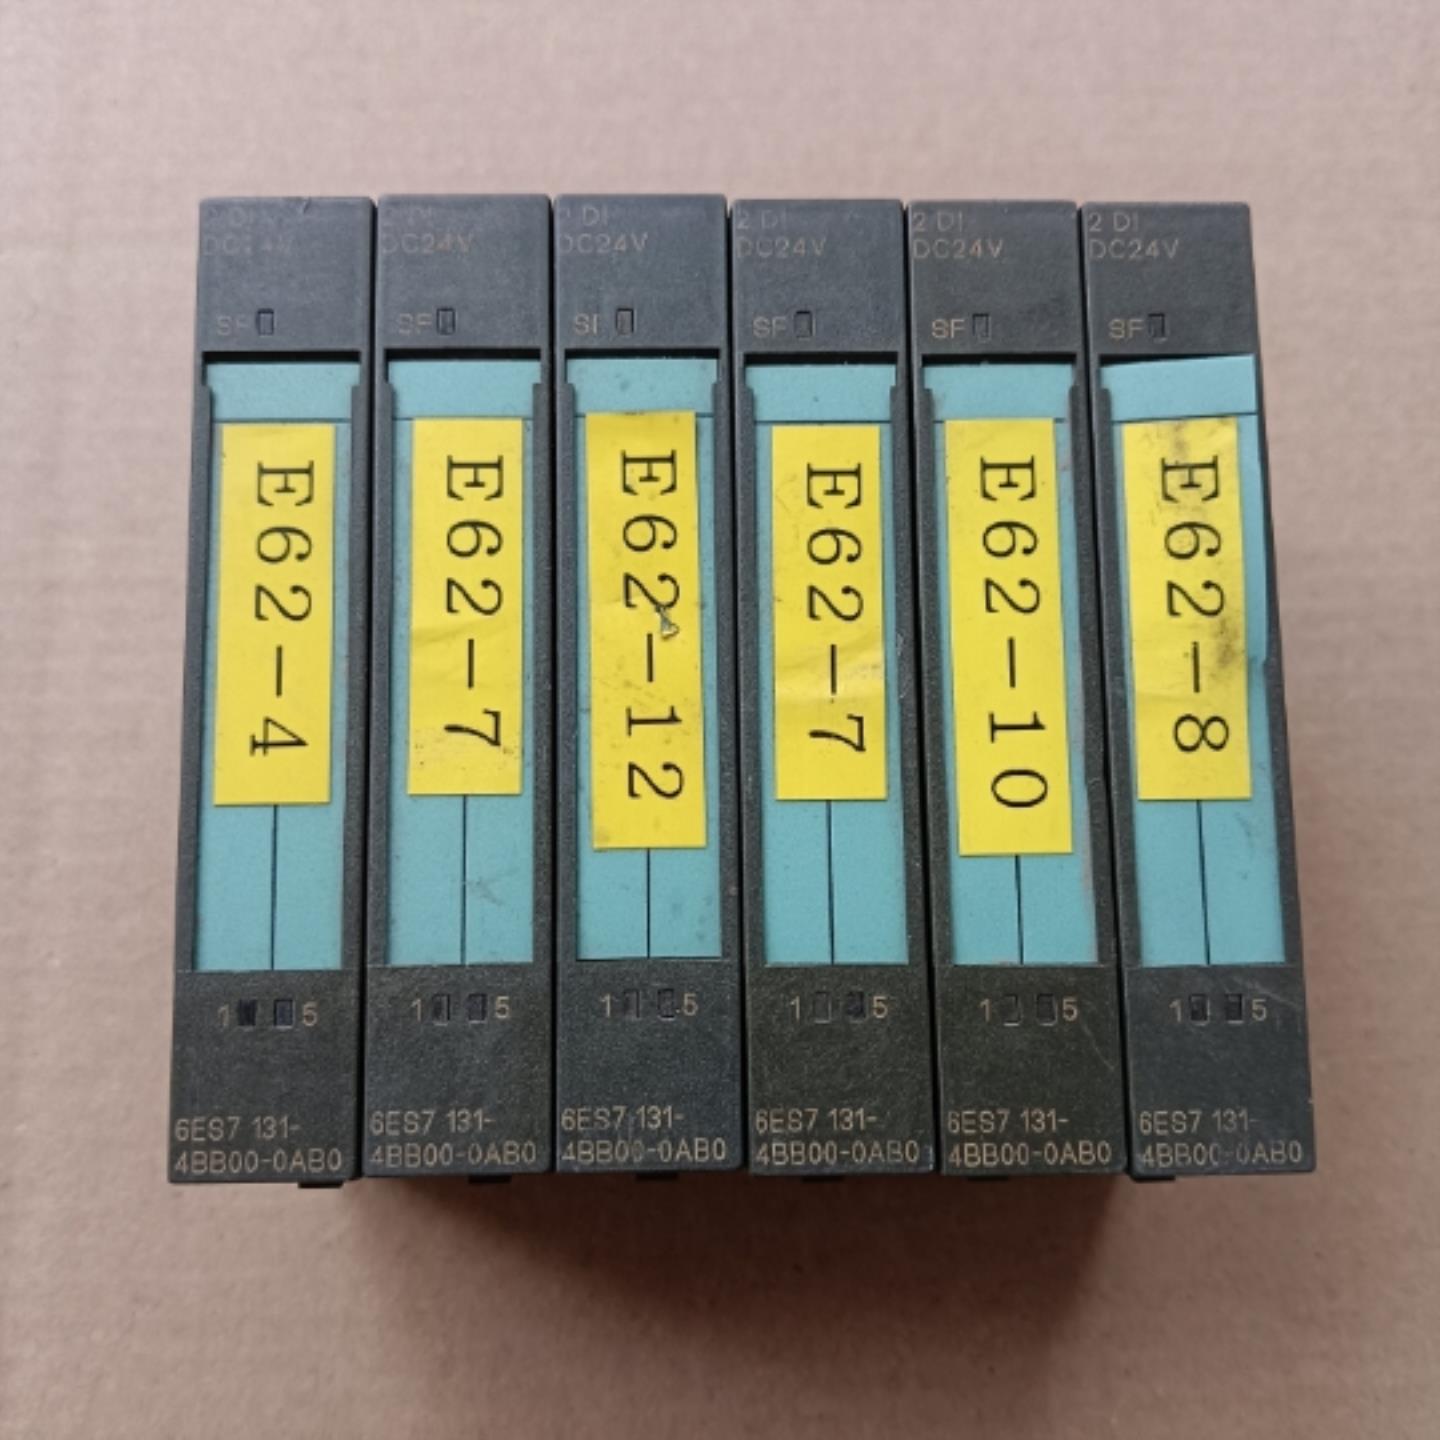 2 DI
DC24V
SF
E62-4
1 5
6ES7 131-
4BB00-0AB0
2 DI
DC24V
SF
E62-7
1 5
6ES7 131-
4BB00-0AB0
2 DI
DC24V
SF
E62-12
1 5
6ES7 131-
4BB00-0AB0
2 DI
DC24V
SF
E62-7
1 5
6ES7 131-
4BB00-0AB0
2 DI
DC24V
SF
E62-10
1 5
6ES7 131-
4BB00-0AB0
2 DI
DC24V
SF
E62-8
1 5
6ES7 131-
4BB00-0AB0